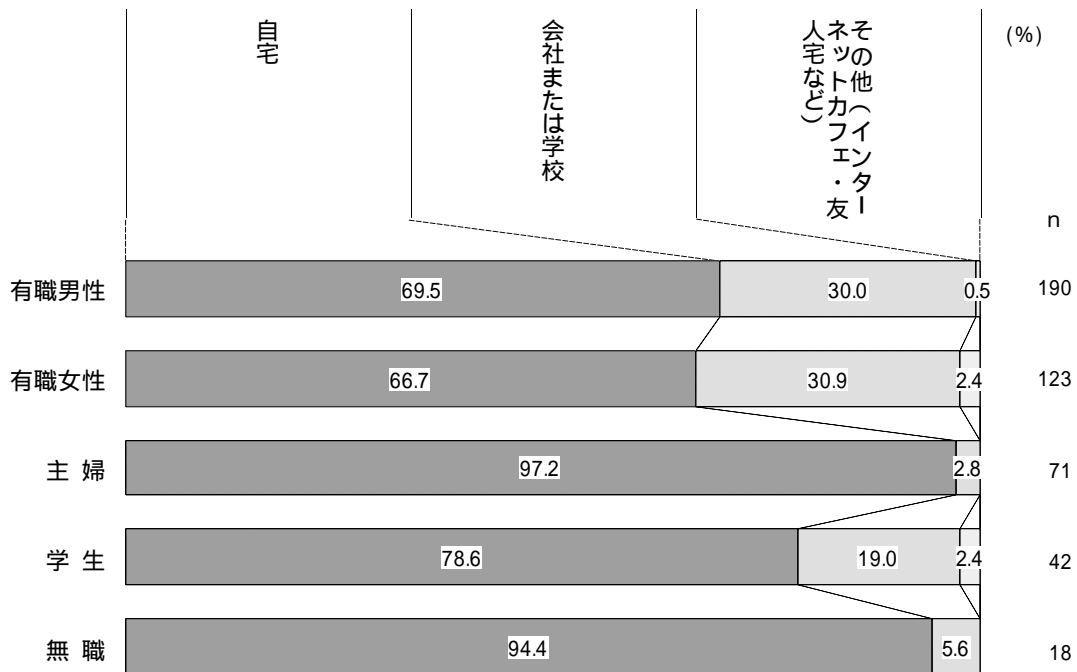 自宅
会社または学校
その他（インター
ネットカフェ・友
人宅など）
(%)
n
有職男性 69.5 30.0 0.5 190
有職女性 66.7 30.9 2.4 123
主婦 97.2 2.8 71
学生 78.6 19.0 2.4 42
無職 94.4 5.6 18